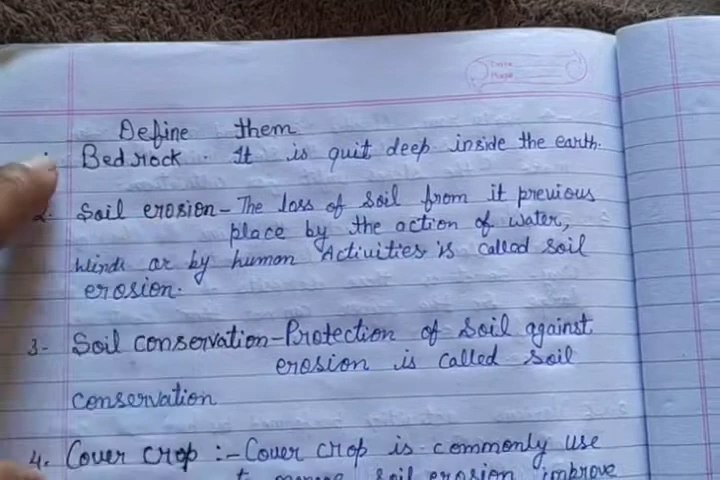 Date
Page
Define them
Bedrock. It is quit deep inside the earth.
2. Soil erosion - The loss of soil from it previous
place by the action of water,
winds or by human Activities is called soil
erosion.
3- Soil conservation - Protection of soil against
erosion is called soil
conservation
4. Cover crop :- Cover crop is commonly use
t manage soil erosion improve